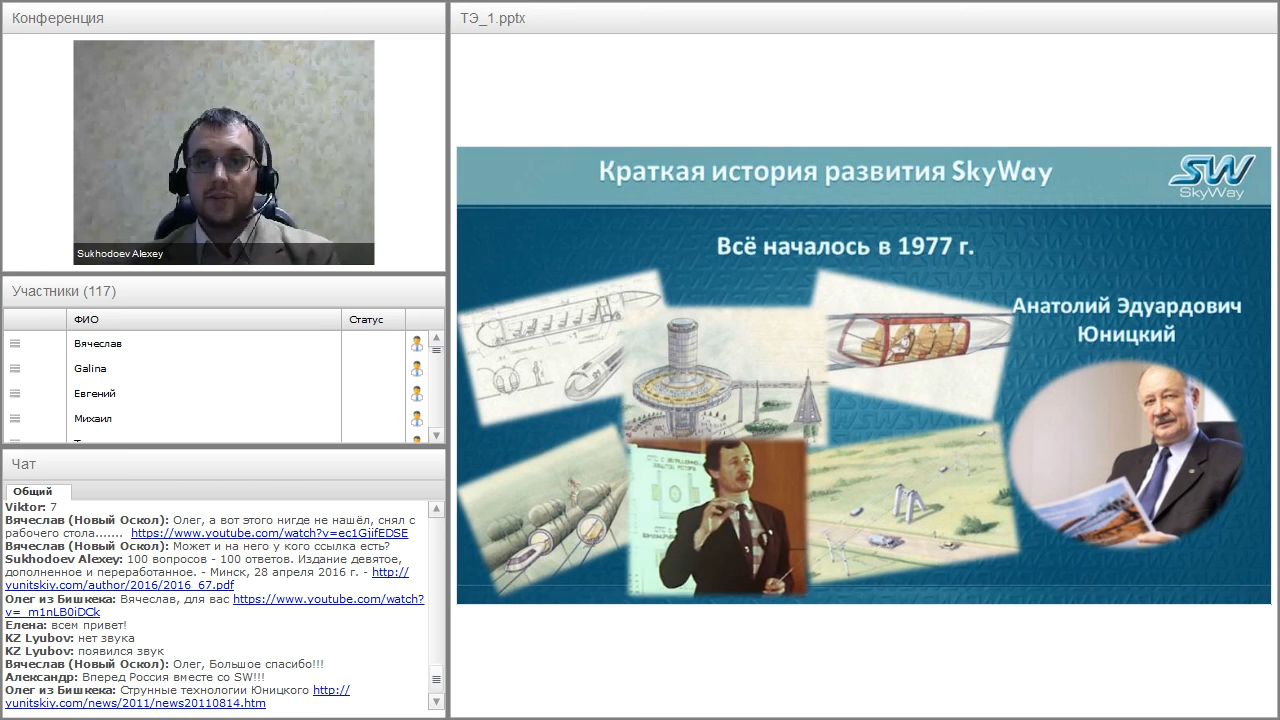 Конференция
Sukhodoev Alexey
Участники (117)
ФИО
Статус
Вячеслав
Galina
Евгений
Михаил
Чат
Общий
Viktor: 7
Вячеслав (Новый Оскол): Олег, а вот этого нигде не нашёл, снял с
рабочего стола....... https://www.youtube.com/watch?v=ec1GjifEDSE
Вячеслав (Новый Оскол): Может и на него у кого ссылка есть?
Sukhodoev Alexey: 100 вопросов - 100 ответов. Издание девятое,
дополненное и переработанное. - Минск, 28 апреля 2016 г. - http://
yunitskiy.com/author/2016/2016_67.pdf
Олег из Бишкека: Вячеслав, для вас https://www.youtube.com/watch?
v=_m1nLB0iDCk
Елена: всем привет!
KZ Lyubov: нет звука
KZ Lyubov: появился звук
Вячеслав (Новый Оскол): Олег, Большое спасибо!!!
Александр: Вперед Россия вместе со SW!!!
Олег из Бишкека: Струнные технологии Юницкого http://
yunitskiy.com/news/2011/news20110814.htm
ТЭ_1.pptx
Краткая история развития SkyWay
SW
SkyWay
Всё началось в 1977 г.
Анатолий Эдуардович
Юницкий